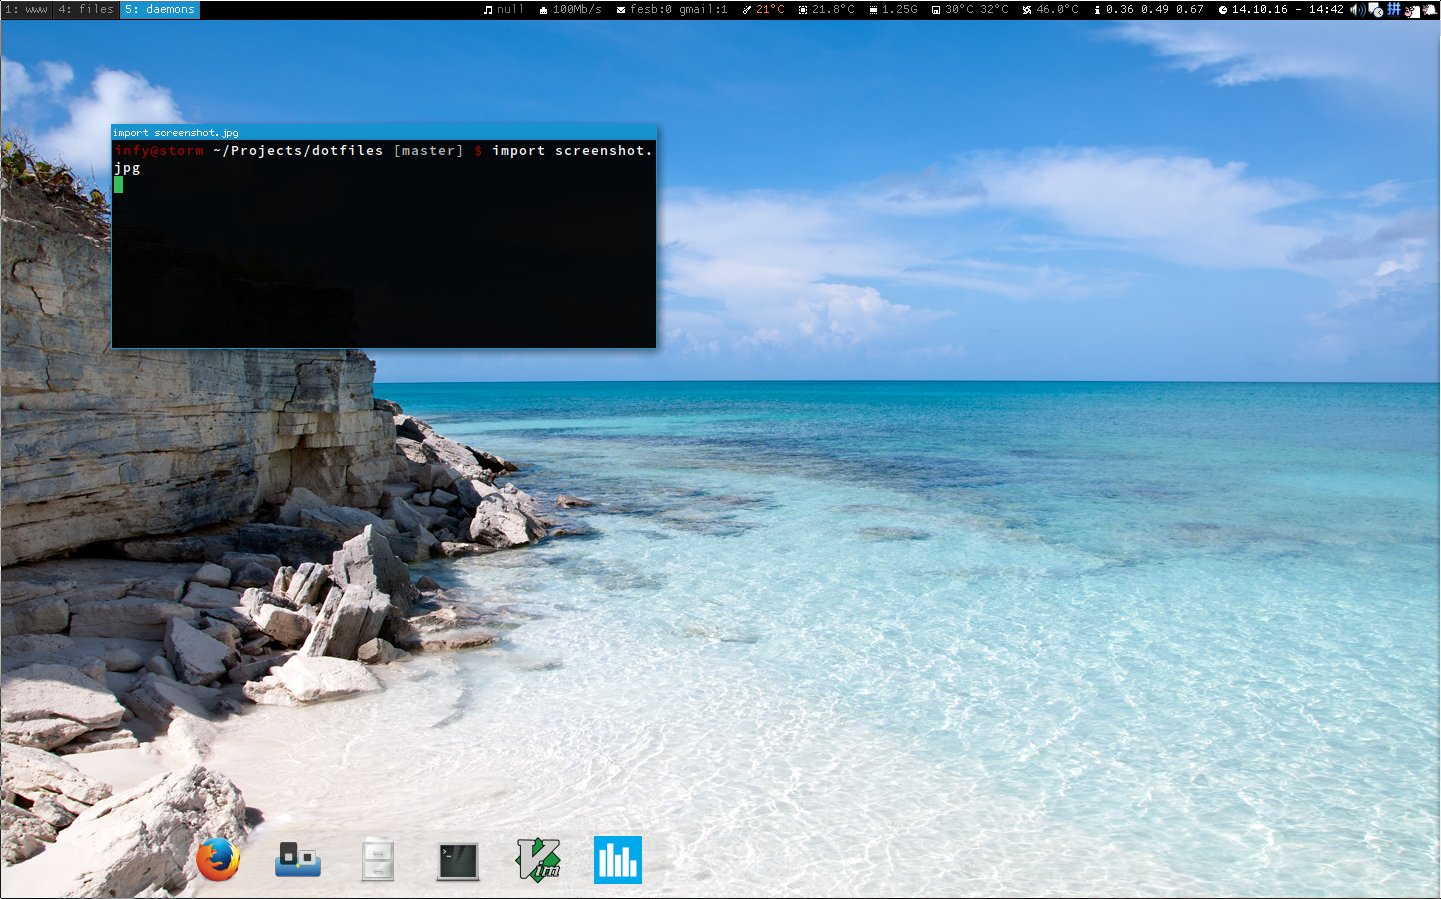 1: www 4: files 5: daemons null 100Mb/s fesb:0 gmail:1 21°C 21.8°C 1.25G 30°C 32°C 46.0°C 0.36 0.49 0.67 14.10.16 - 14:42 拼
import screenshot.jpg
infy@storm ~/Projects/dotfiles [master] $ import screenshot.
jpg
>_
Vim